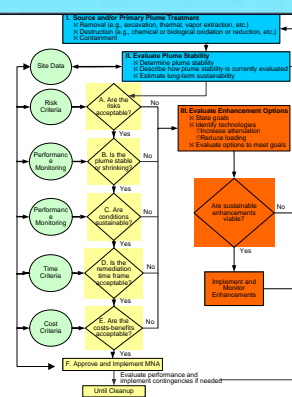 I. Source and/or Primary Plume Treatment
Removal (e.g., excavation, thermal, vapor extraction, etc.)
Destruction (e.g., chemical or biological oxidation or reduction, etc.)
Containment
Site Data
II. Evaluate Plume Stability
Determine plume stability
Describe how plume stability is currently evaluated
Estimate long-term sustainability
Risk
Criteria
A. Are the
risks
acceptable?
No
Yes
III. Evaluate Enhancement Options
State goals
Identify technologies
Increase attenuation
Reduce loading
Evaluate options to meet goals
Performanc
e
Monitoring
B. Is the
plume stable
or shrinking?
No
Yes
Performanc
e
Monitoring
C. Are
conditions
sustainable?
No
Yes
Are sustainable
enhancements
viable?
No
Yes
Time
Criteria
D. Is the
remediation
time frame
acceptable?
No
Yes
Implement and
Monitor
Enhancements
Cost
Criteria
E. Are the
costs-benefits
acceptable?
No
Yes
F. Approve and Implement MNA
Evaluate performance and
implement contingencies if needed
Until Cleanup